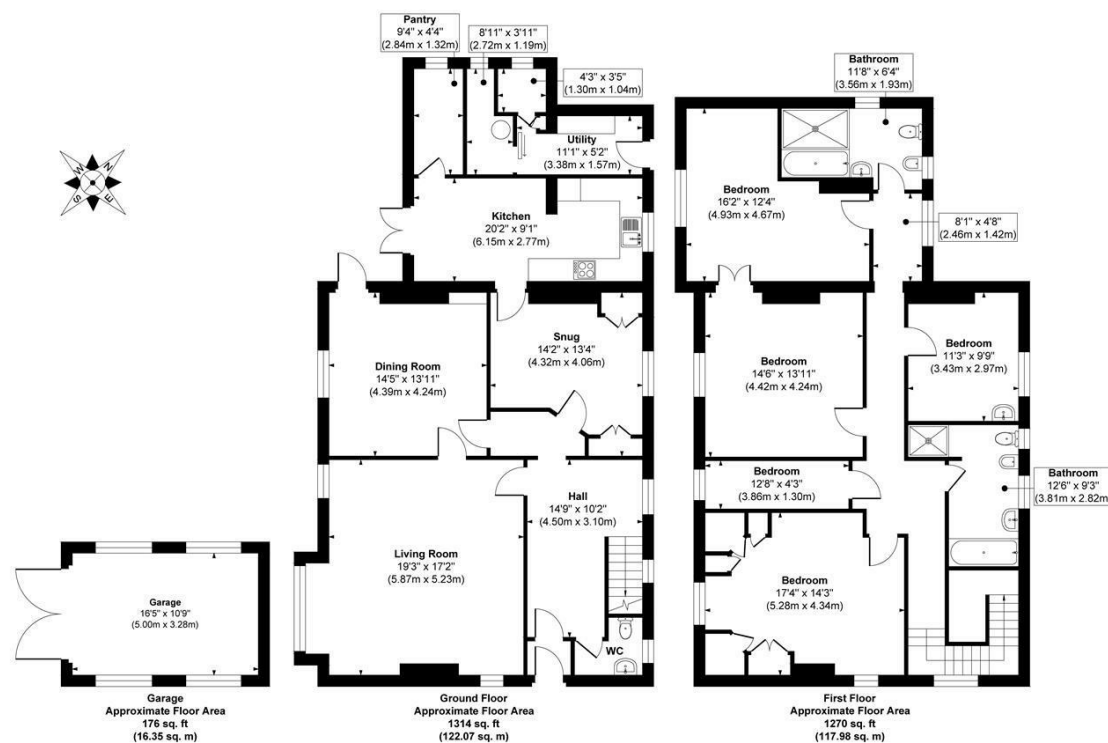 Pantry
9'4" x 4'4"
(2.84m x 1.32m)
8'11" x 3'11"
(2.72m x 1.19m)
4'3" x 3'5"
(1.30m x 1.04m)
Utility
11'1" x 5'2"
(3.38m x 1.57m)
Kitchen
20'2" x 9'1"
(6.15m x 2.77m)
Snug
14'2" x 13'4"
(4.32m x 4.06m)
Dining Room
14'5" x 13'11"
(4.39m x 4.24m)
Hall
14'9" x 10'2"
(4.50m x 3.10m)
Living Room
19'3" x 17'2"
(5.87m x 5.23m)
WC
N
E
S
W
Garage
16'5" x 10'9"
(5.00m x 3.28m)
Bathroom
11'8" x 6'4"
(3.56m x 1.93m)
Bedroom
16'2" x 12'4"
(4.93m x 4.67m)
8'1" x 4'8"
(2.46m x 1.42m)
Bedroom
14'6" x 13'11"
(4.42m x 4.24m)
Bedroom
11'3" x 9'9"
(3.43m x 2.97m)
Bedroom
12'8" x 4'3"
(3.86m x 1.30m)
Bathroom
12'6" x 9'3"
(3.81m x 2.82m)
Bedroom
17'4" x 14'3"
(5.28m x 4.34m)
Garage
Approximate Floor Area
176 sq. ft
(16.35 sq. m)
Ground Floor
Approximate Floor Area
1314 sq. ft
(122.07 sq. m)
First Floor
Approximate Floor Area
1270 sq. ft
(117.98 sq. m)